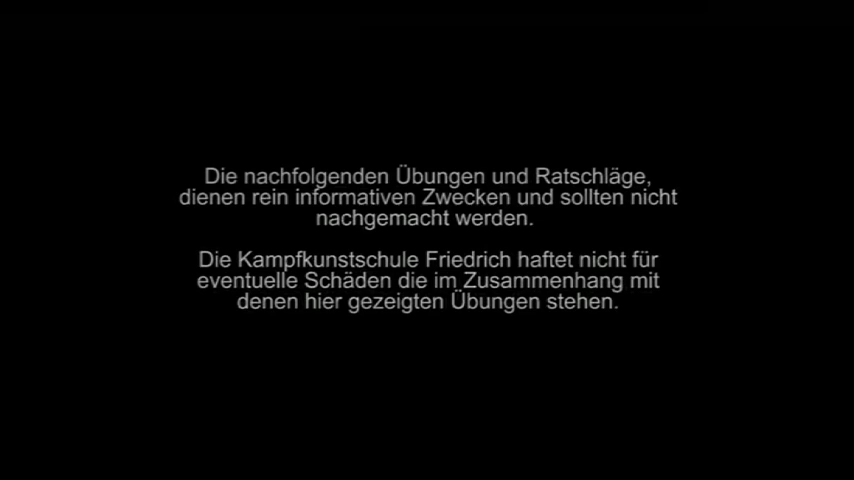 Die nachfolgenden Übungen und Ratschläge,
dienen rein informativen Zwecken und sollten nicht
nachgemacht werden.
Die Kampfkunstschule Friedrich haftet nicht für
eventuelle Schäden die im Zusammenhang mit
denen hier gezeigten Übungen stehen.